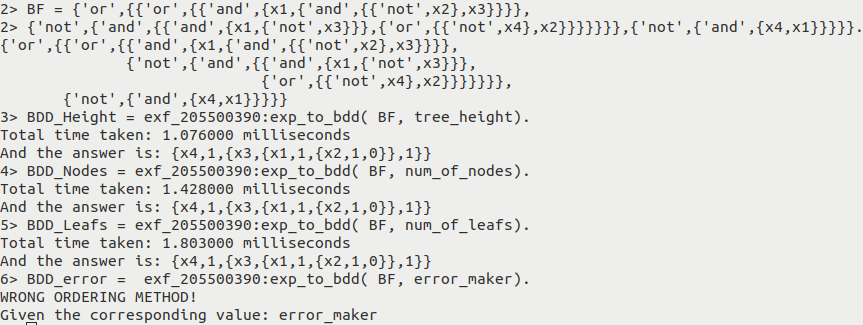 2> BF = {'or',{{'or',{{'and',{x1,{'and',{{'not',x2},x3}}}},
2> {'not',{'and',{{'and',{x1,{'not',x3}}},{'or',{{'not',x4},x2}}}}}}},{'not',{'and',{x4,x1}}}}}.
{'or',{{'or',{{'and',{x1,{'and',{{'not',x2},x3}}}},
{'not',{'and',{{'and',{x1,{'not',x3}}},
{'or',{{'not',x4},x2}}}}}}},
{'not',{'and',{x4,x1}}}}}
3> BDD_Height = exf_205500390:exp_to_bdd( BF, tree_height).
Total time taken: 1.076000 milliseconds
And the answer is: {x4,1,{x3,{x1,1,{x2,1,0}},1}}
4> BDD_Nodes = exf_205500390:exp_to_bdd( BF, num_of_nodes).
Total time taken: 1.428000 milliseconds
And the answer is: {x4,1,{x3,{x1,1,{x2,1,0}},1}}
5> BDD_Leafs = exf_205500390:exp_to_bdd( BF, num_of_leafs).
Total time taken: 1.803000 milliseconds
And the answer is: {x4,1,{x3,{x1,1,{x2,1,0}},1}}
6> BDD_error =  exf_205500390:exp_to_bdd( BF, error_maker).
WRONG ORDERING METHOD!
Given the corresponding value: error_maker